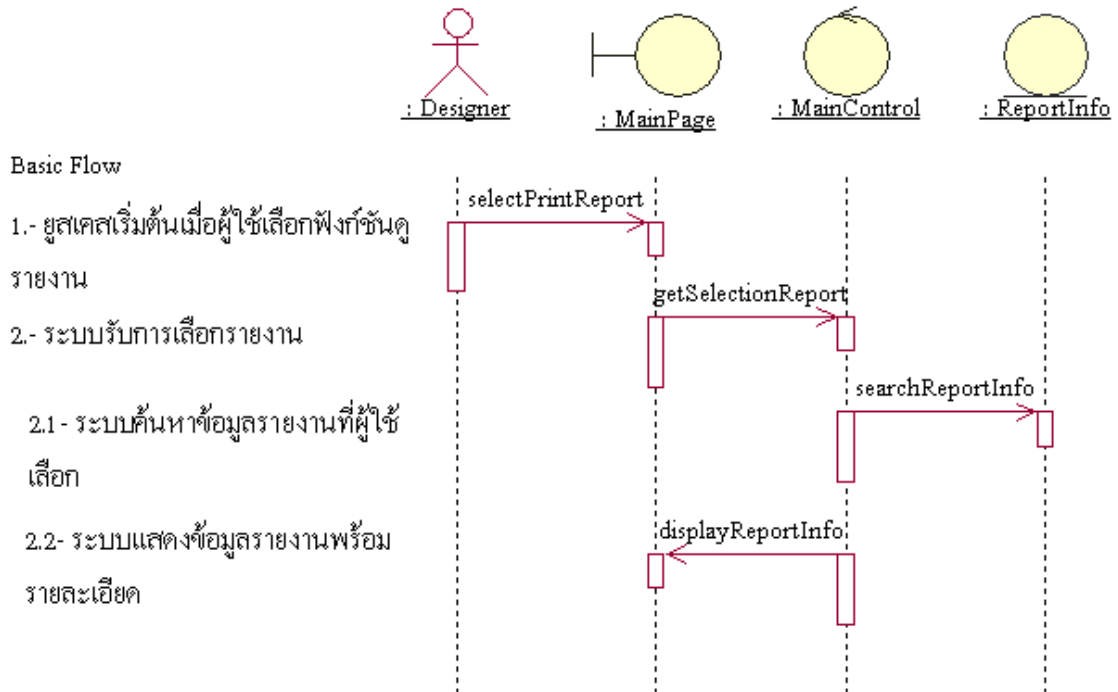 : Designer
: MainPage
: MainControl
: ReportInfo
Basic Flow
selectPrintReport
1.- ยูสเคสเริ่มต้นเมื่อผู้ใช้เลือกฟังก์ชันดู
รายงาน
getSelectionReport
2.- ระบบรับการเลือกรายงาน
searchReportInfo
2.1 - ระบบค้นหาข้อมูลรายงานที่ผู้ใช้
เลือก
displayReportInfo
2.2- ระบบแสดงข้อมูลรายงานพร้อม
รายละเอียด